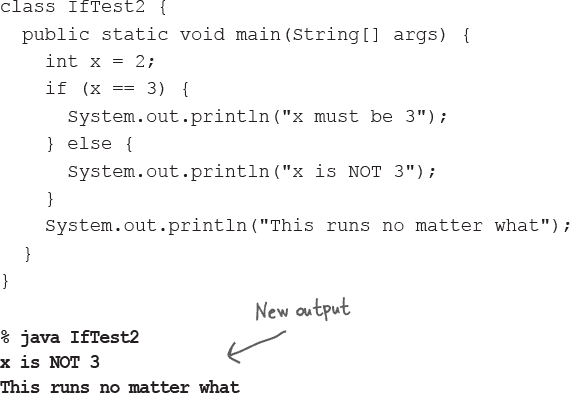 class IfTest2 {
public static void main(String[] args) {
int x = 2;
if (x == 3) {
System.out.println("x must be 3");
} else {
System.out.println("x is NOT 3");
}
System.out.println("This runs no matter what");
}
}
New output
% java IfTest2
x is NOT 3
This runs no matter what